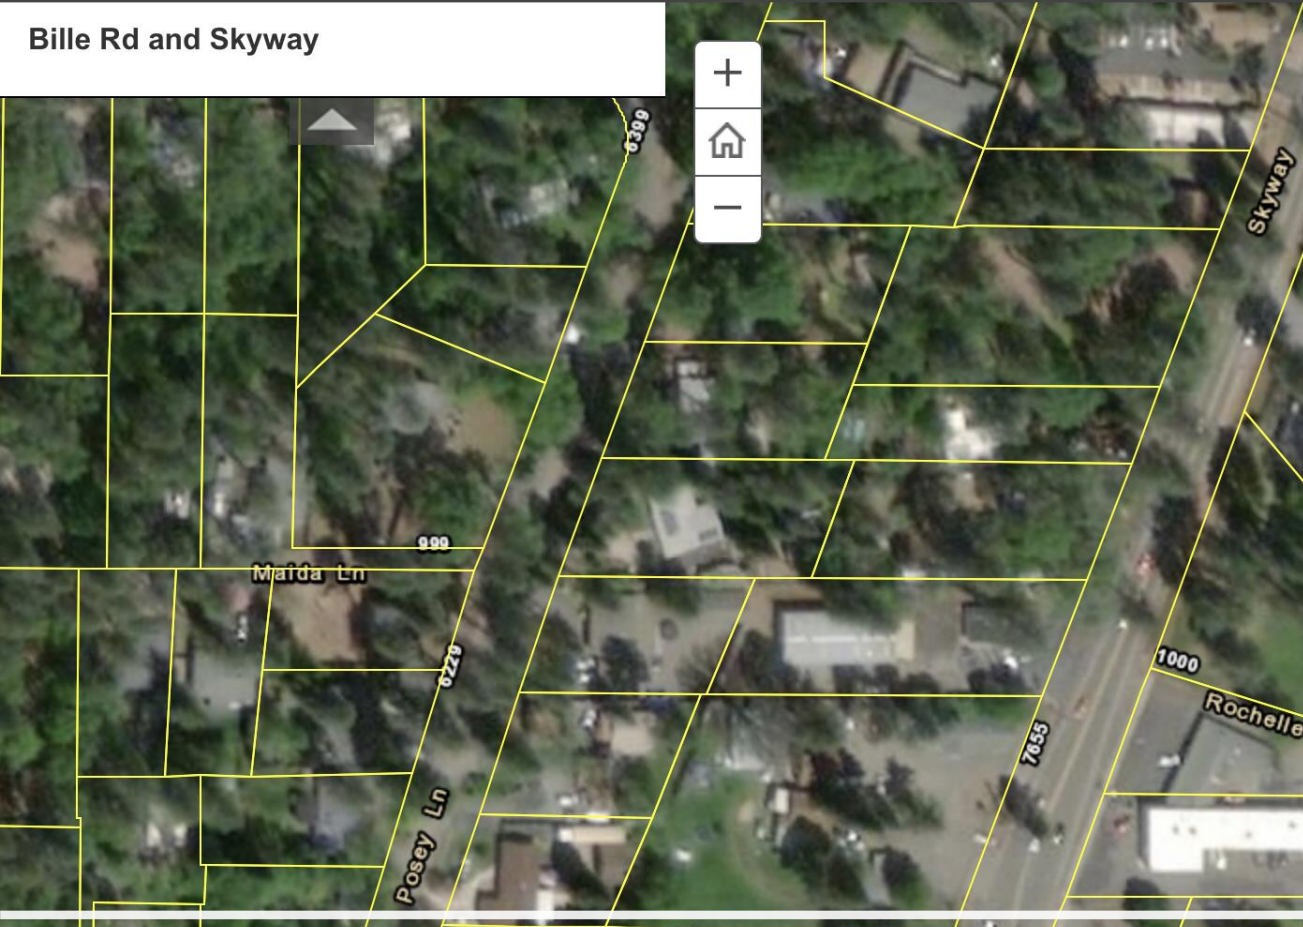 Bille Rd and Skyway
6399
Skyway
999
Maida Ln
6229
1000
Rochelle
7655
Posey Ln